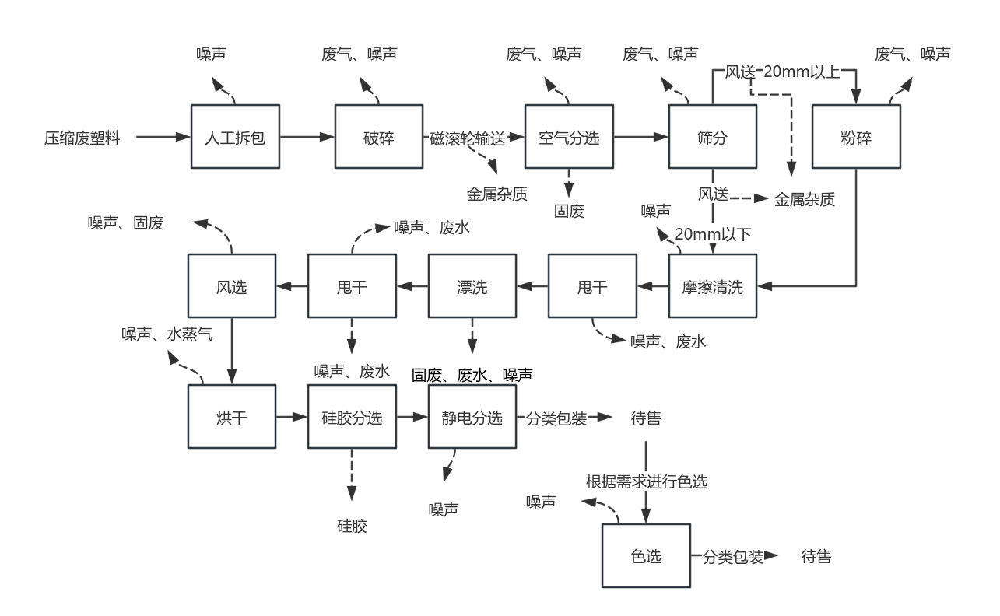 噪声
废气、噪声
废气、噪声
废气、噪声
废气、噪声
风送
20mm以上
压缩废塑料
人工拆包
破碎
磁滚轮输送
空气分选
筛分
粉碎
金属杂质
固废
风送
金属杂质
噪声
20mm以下
噪声、固废
噪声、废水
风选
甩干
漂洗
甩干
摩擦清洗
噪声、水蒸气
噪声、废水
噪声、废水
固废、废水、噪声
烘干
硅胶分选
静电分选
分类包装
待售
硅胶
噪声
根据需求进行色选
噪声
色选
分类包装
待售